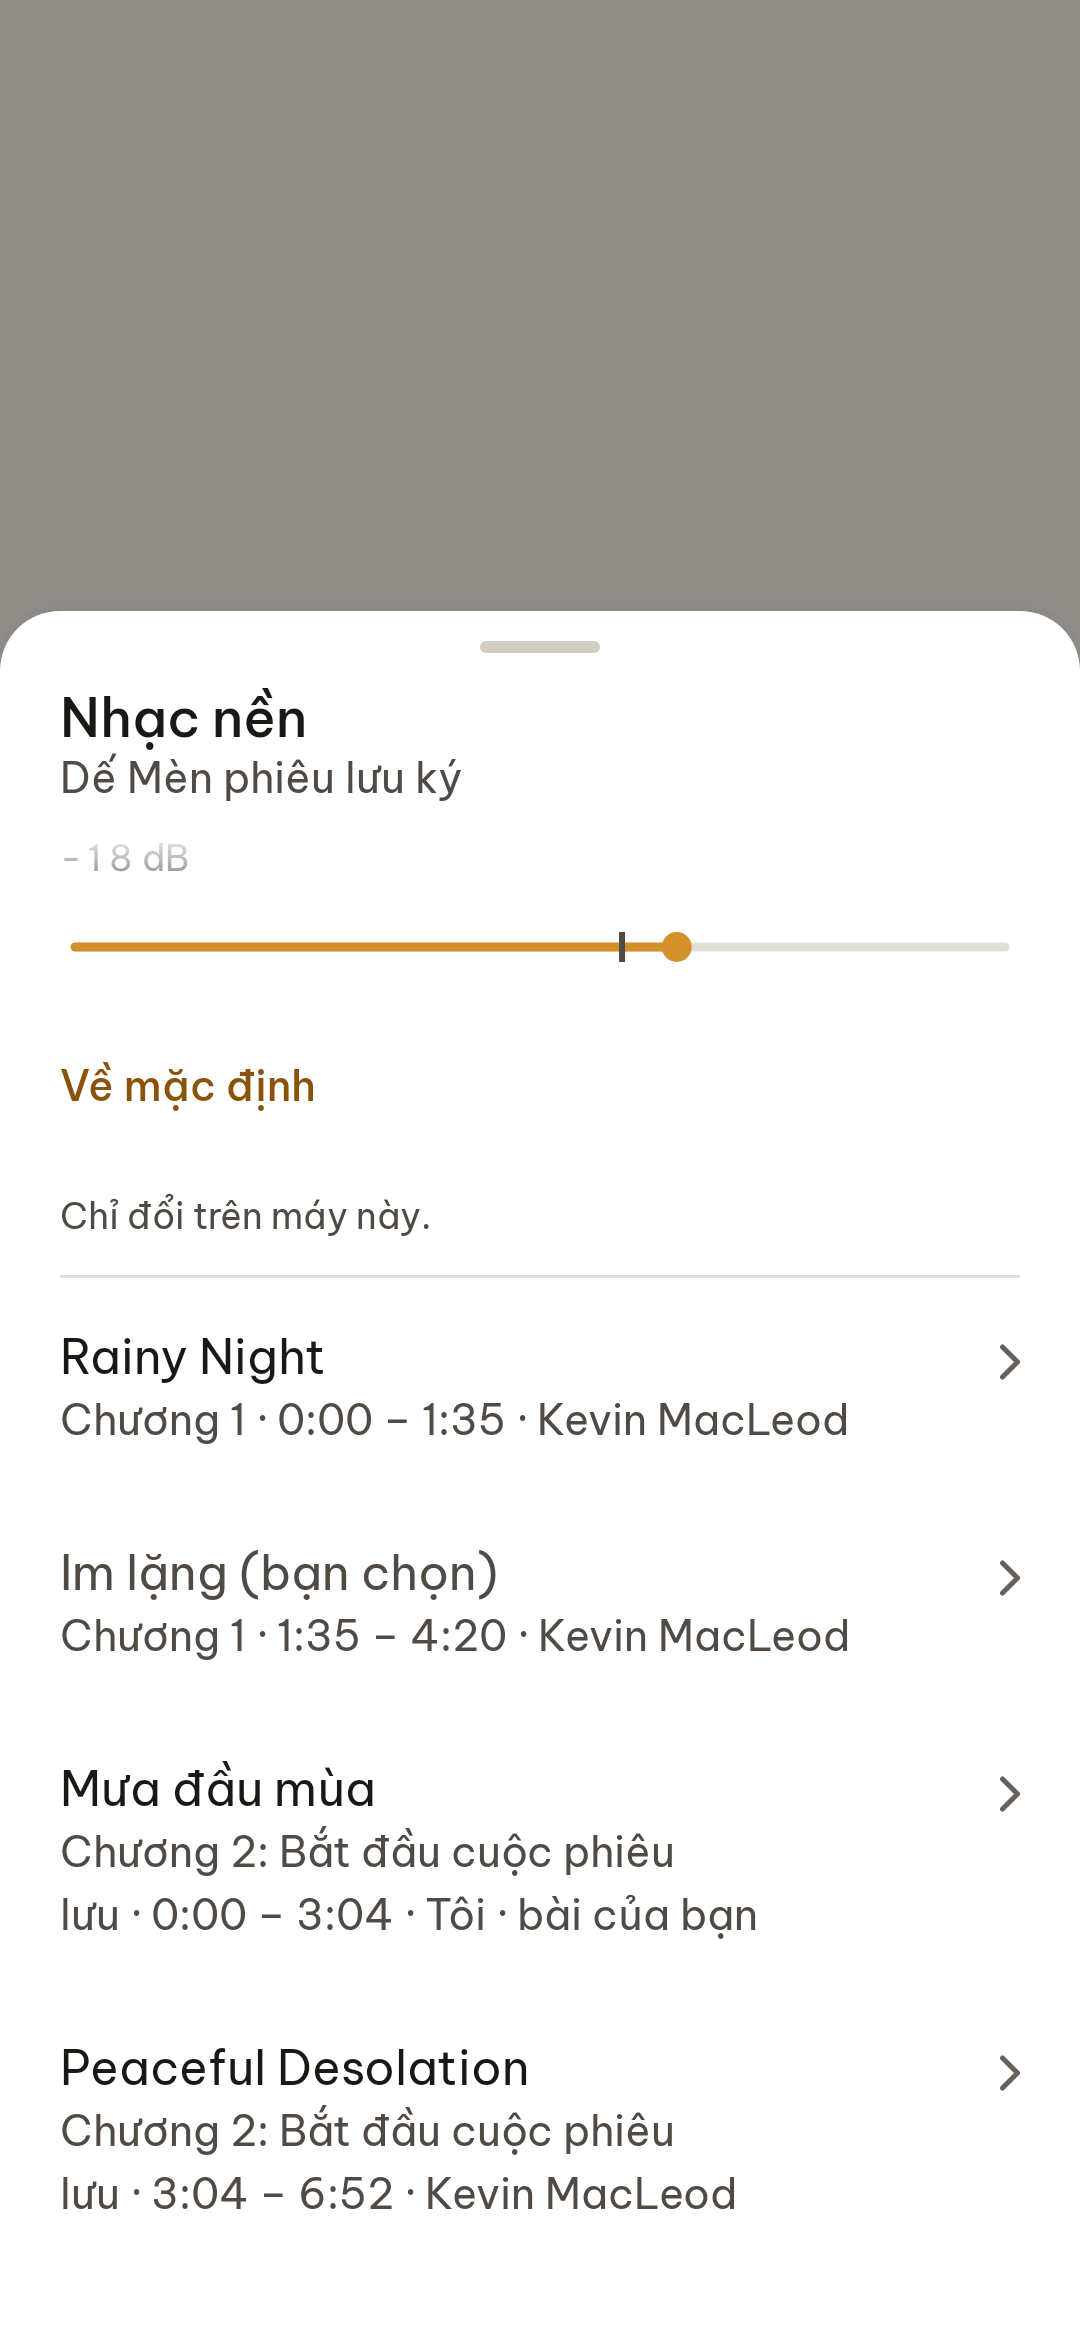 Nhạc nền
Dế Mèn phiêu lưu ký
-18 dB
Về mặc định
Chỉ đổi trên máy này.
Rainy Night
Chương 1 · 0:00 – 1:35 · Kevin MacLeod
Im lặng (bạn chọn)
Chương 1 · 1:35 – 4:20 · Kevin MacLeod
Mưa đầu mùa
Chương 2: Bắt đầu cuộc phiêu
lưu · 0:00 – 3:04 · Tôi · bài của bạn
Peaceful Desolation
Chương 2: Bắt đầu cuộc phiêu
lưu · 3:04 – 6:52 · Kevin MacLeod